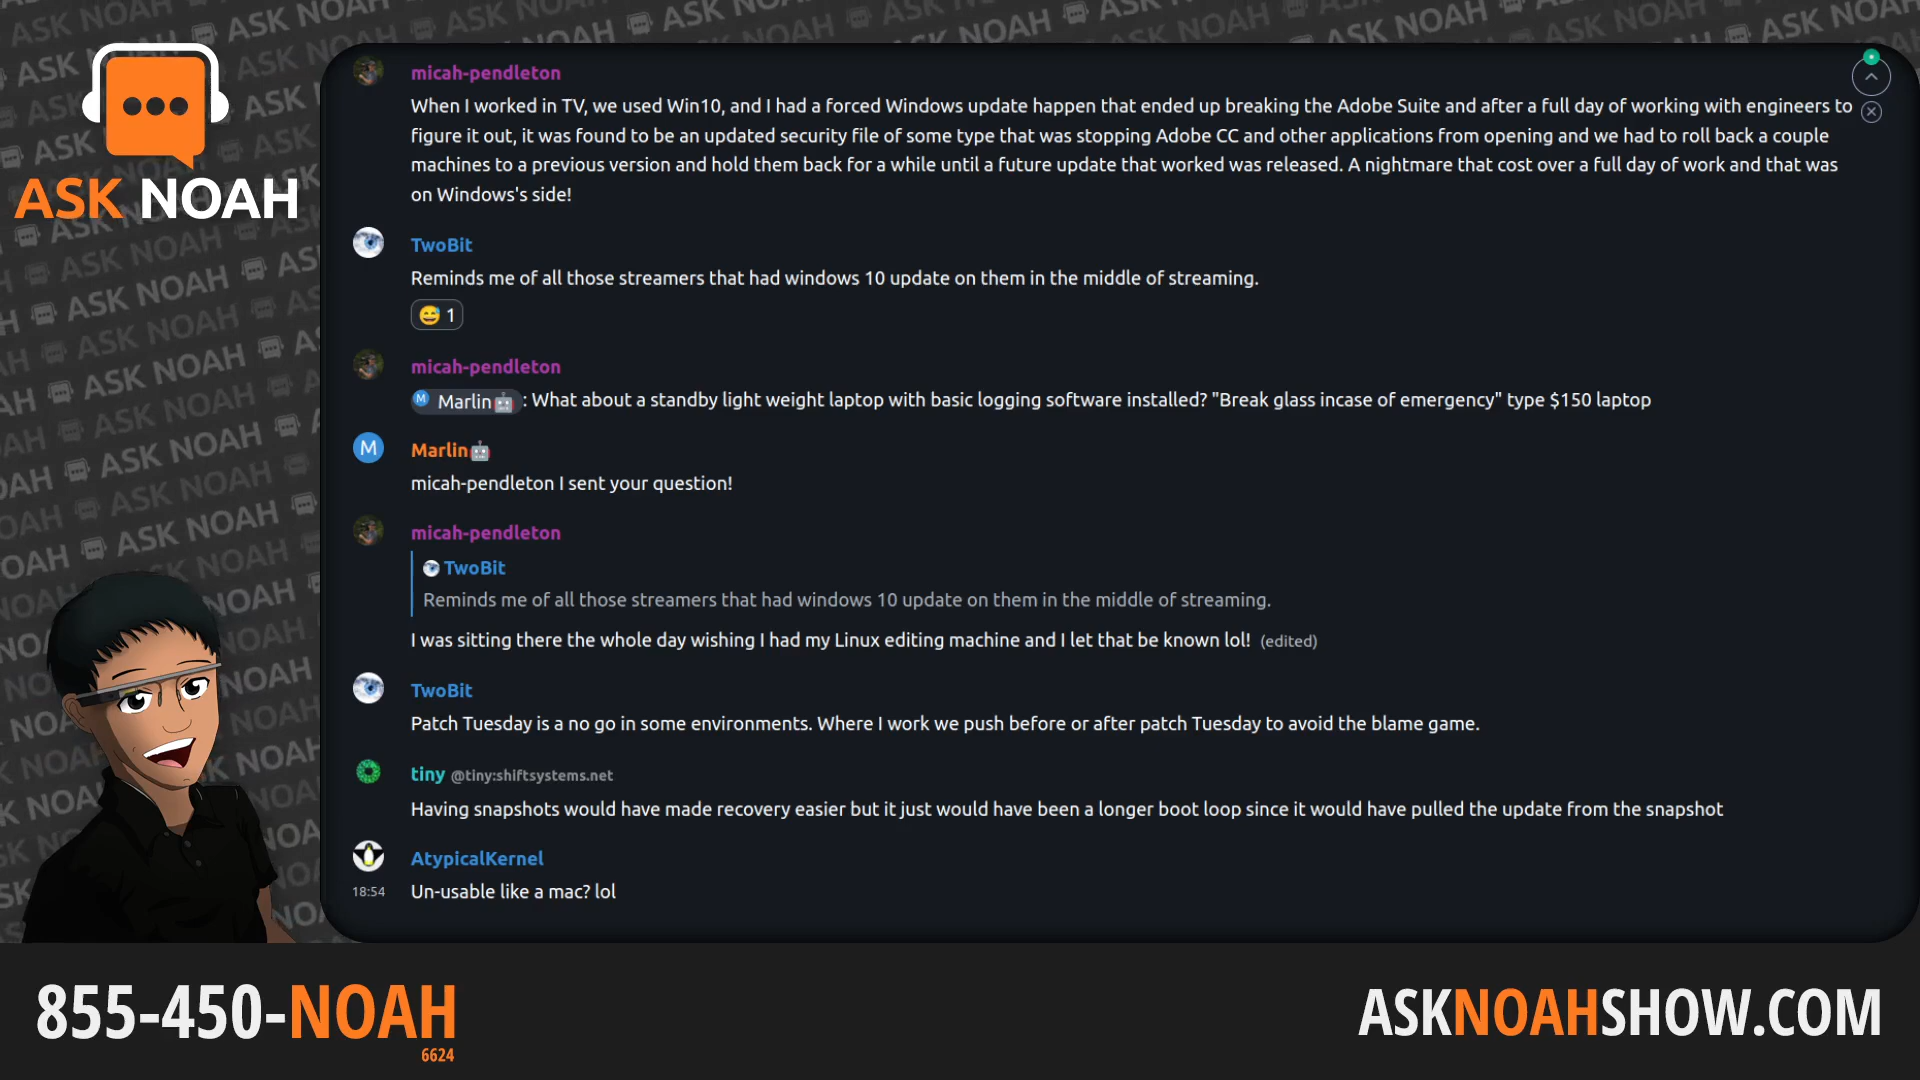 ASK NOAH
micah-pendleton
When I worked in TV, we used Win10, and I had a forced Windows update happen that ended up breaking the Adobe Suite and after a full day of working with engineers to
figure it out, it was found to be an updated security file of some type that was stopping Adobe CC and other applications from opening and we had to roll back a couple
machines to a previous version and hold them back for a while until a future update that worked was released. A nightmare that cost over a full day of work and that was
on Windows's side!
TwoBit
Reminds me of all those streamers that had windows 10 update on them in the middle of streaming.
😅 1
micah-pendleton
M Marlin🤖 : What about a standby light weight laptop with basic logging software installed? "Break glass incase of emergency" type $150 laptop
M Marlin🤖
micah-pendleton I sent your question!
micah-pendleton
TwoBit
Reminds me of all those streamers that had windows 10 update on them in the middle of streaming.
I was sitting there the whole day wishing I had my Linux editing machine and I let that be known lol! (edited)
TwoBit
Patch Tuesday is a no go in some environments. Where I work we push before or after patch Tuesday to avoid the blame game.
tiny @tiny:shiftsystems.net
Having snapshots would have made recovery easier but it just would have been a longer boot loop since it would have pulled the update from the snapshot
AtypicalKernel
18:54 Un-usable like a mac? lol
855-450-NOAH
6624
ASKNOAHSHOW.COM